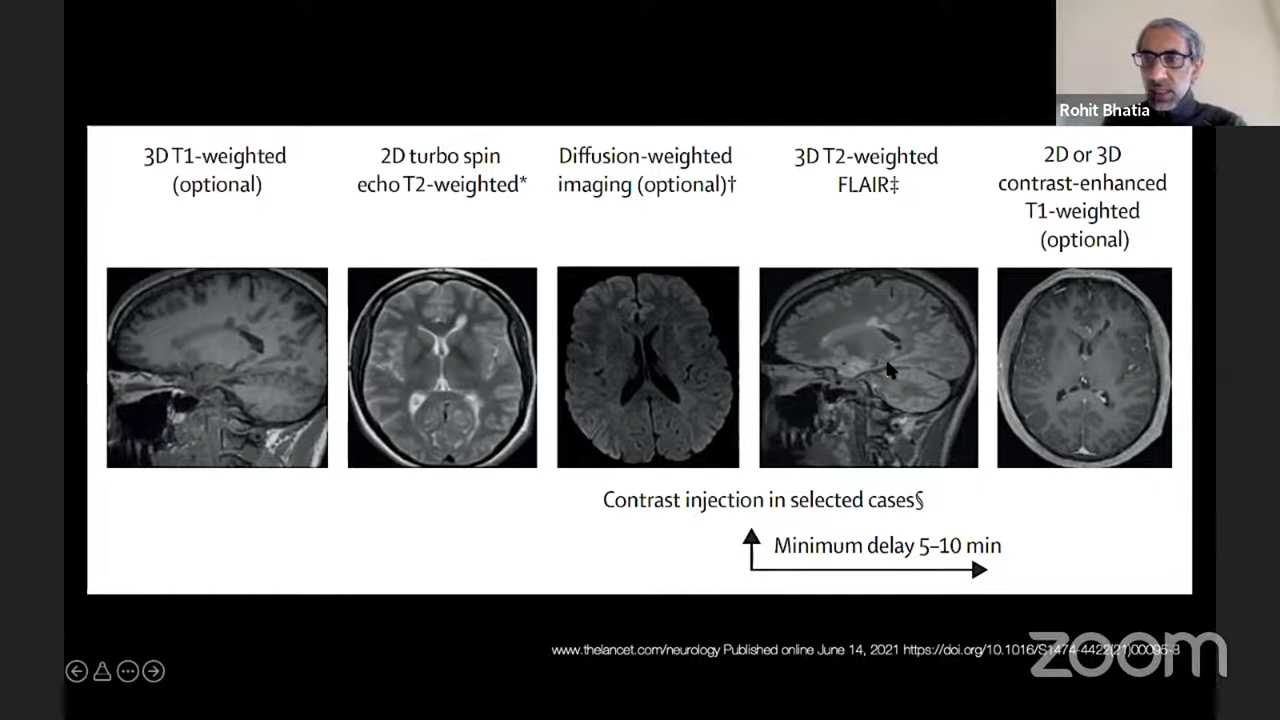 Rohit Bhatia
3D T1-weighted
(optional)
2D turbo spin
echo T2-weighted*
Diffusion-weighted
imaging (optional)†
3D T2-weighted
FLAIR‡
2D or 3D
contrast-enhanced
T1-weighted
(optional)
Contrast injection in selected cases§
Minimum delay 5–10 min
www.thelancet.com/neurology Published online June 14, 2021 https://doi.org/10.1016/S1474-4422(21)00095-8
zoom